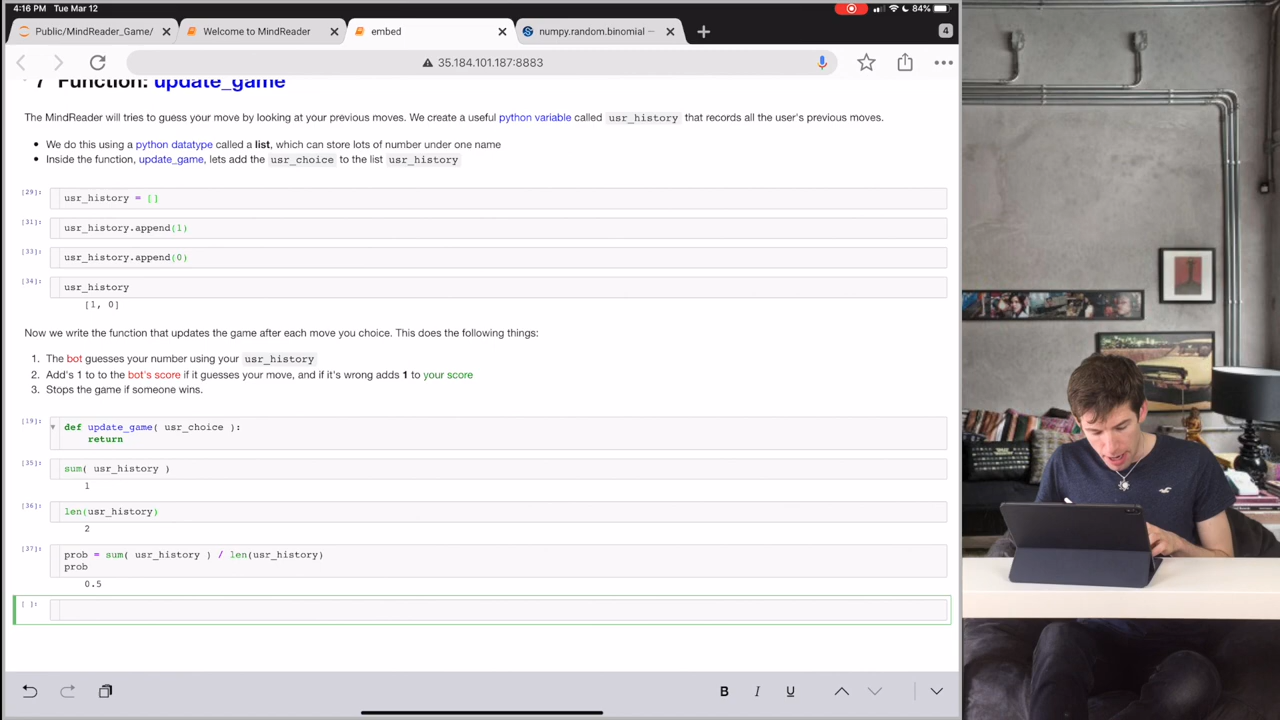 4:16 PM Tue Mar 12
84%
Public/MindReader_Game/
Welcome to MindReader
embed
numpy.random.binomial
4
35.184.101.187:8883
7 Function: update_game
The MindReader will tries to guess your move by looking at your previous moves. We create a useful python variable called usr_history that records all the user's previous moves.
• We do this using a python datatype called a list, which can store lots of number under one name
• Inside the function, update_game, lets add the usr_choice to the list usr_history
[29]: usr_history = []
[31]: usr_history.append(1)
[33]: usr_history.append(0)
[34]: usr_history
[1, 0]
Now we write the function that updates the game after each move you choice. This does the following things:
1. The bot guesses your number using your usr_history
2. Add's 1 to to the bot's score if it guesses your move, and if it's wrong adds 1 to your score
3. Stops the game if someone wins.
[19]: def update_game( usr_choice ):
return
[35]: sum( usr_history )
1
[36]: len(usr_history)
2
[37]: prob = sum( usr_history ) / len(usr_history)
prob
0.5
[ ]:
B I U